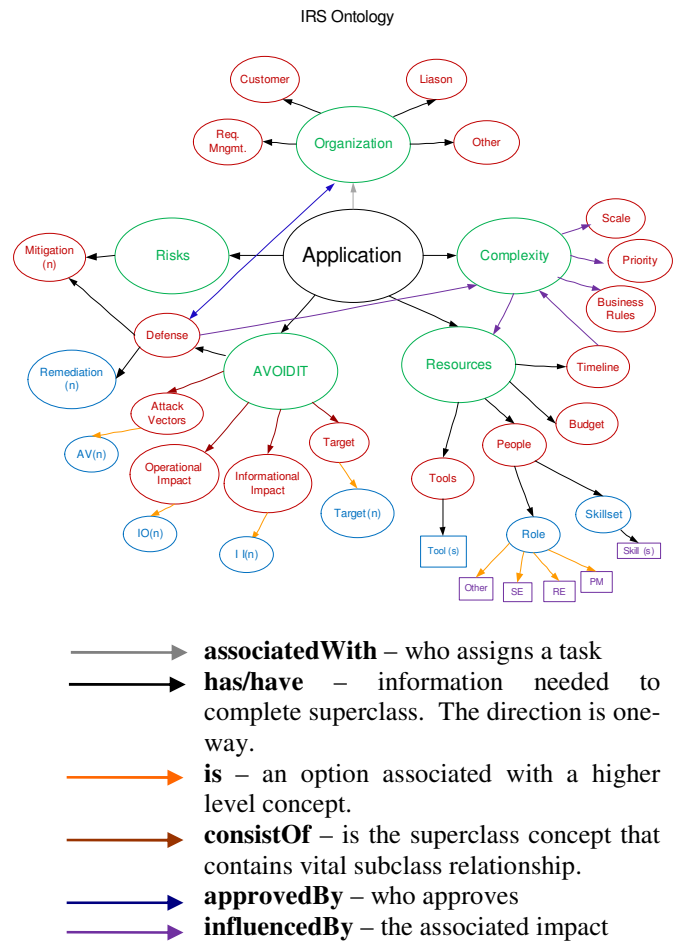 IRS Ontology
Customer
Liason
Organization
Req.
Mngmt.
Other
Application
Mitigation
(n)
Risks
Complexity
Scale
Priority
Business
Rules
Defense
Remediation
(n)
AVOIDIT
Resources
Timeline
Attack
Vectors
Budget
AV(n)
Operational
Impact
Informational
Impact
Target
Tools
People
IO(n)
I I(n)
Target(n)
Tool (s)
Role
Skillset
Skill (s)
Other
SE
RE
PM
associatedWith – who assigns a task
has/have – information needed to
complete superclass. The direction is one-
way.
is – an option associated with a higher
level concept.
consistOf – is the superclass concept that
contains vital subclass relationship.
approvedBy – who approves
influencedBy – the associated impact